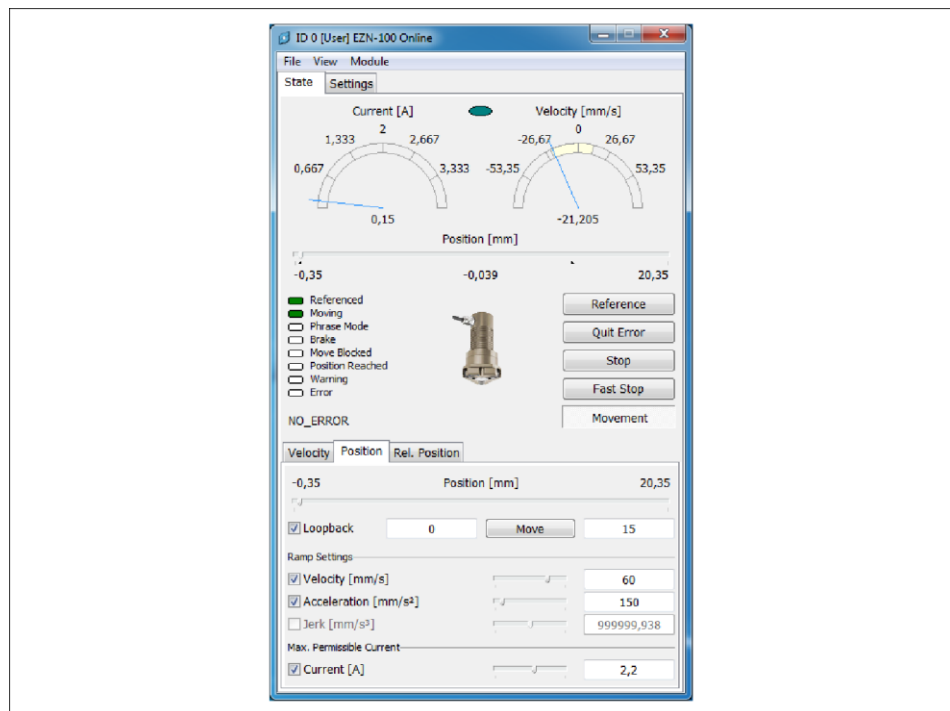 ID 0 [User] EZN-100 Online
File View Module
State Settings
Current [A] Velocity [mm/s]
2 0
1,333 2,667 -26,67 26,67
0,667 3,333 -53,35 53,35
0,15 -21,205
Position [mm]
-0,35 -0,039 20,35
Referenced
Moving
Phrase Mode
Brake
Move Blocked
Position Reached
Warning
Error
NO_ERROR
Reference
Quit Error
Stop
Fast Stop
Movement
Velocity Position Rel. Position
-0,35 Position [mm] 20,35
Loopback 0 Move 15
Ramp Settings
Velocity [mm/s] 60
Acceleration [mm/s²] 150
Jerk [mm/s³] 999999,938
Max. Permissible Current
Current [A] 2,2